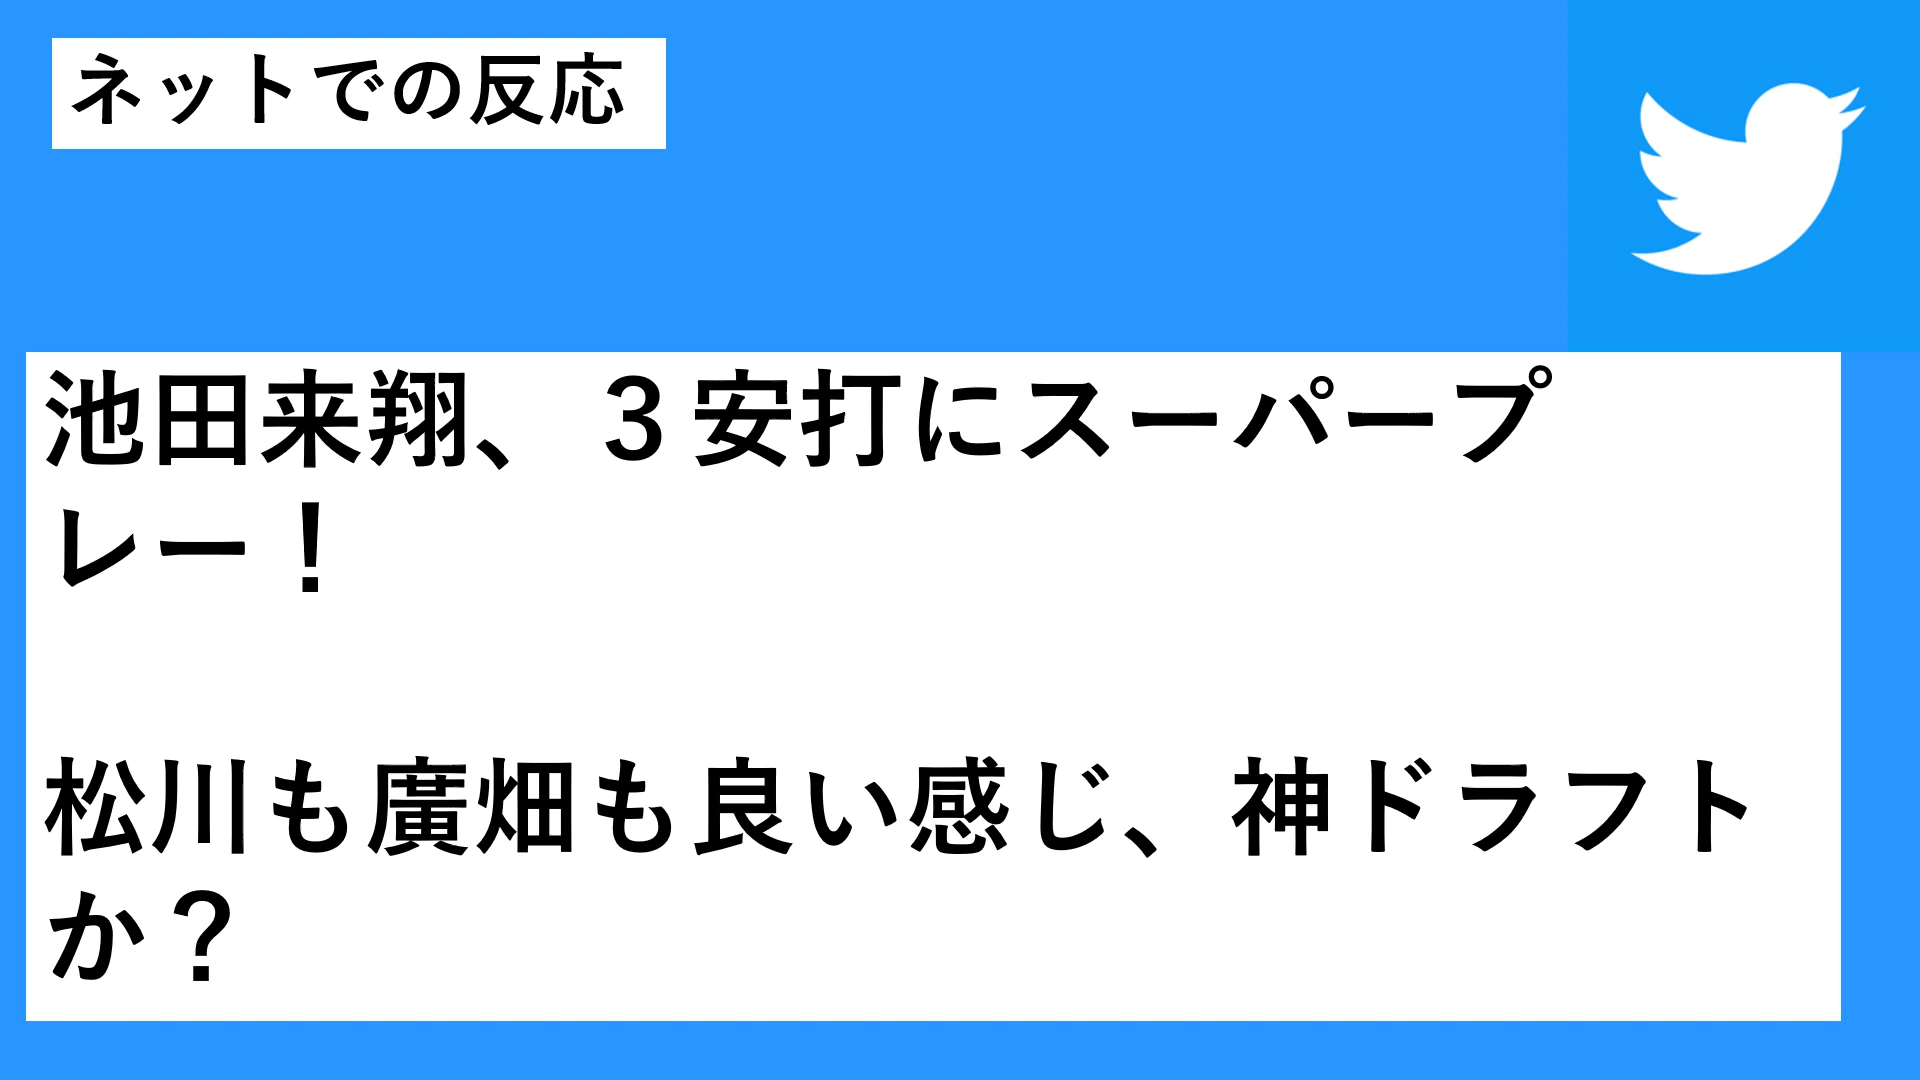 ネットでの反応
池田来翔、３安打にスーパープ
レー！
松川も廣畑も良い感じ、神ドラフト
か？